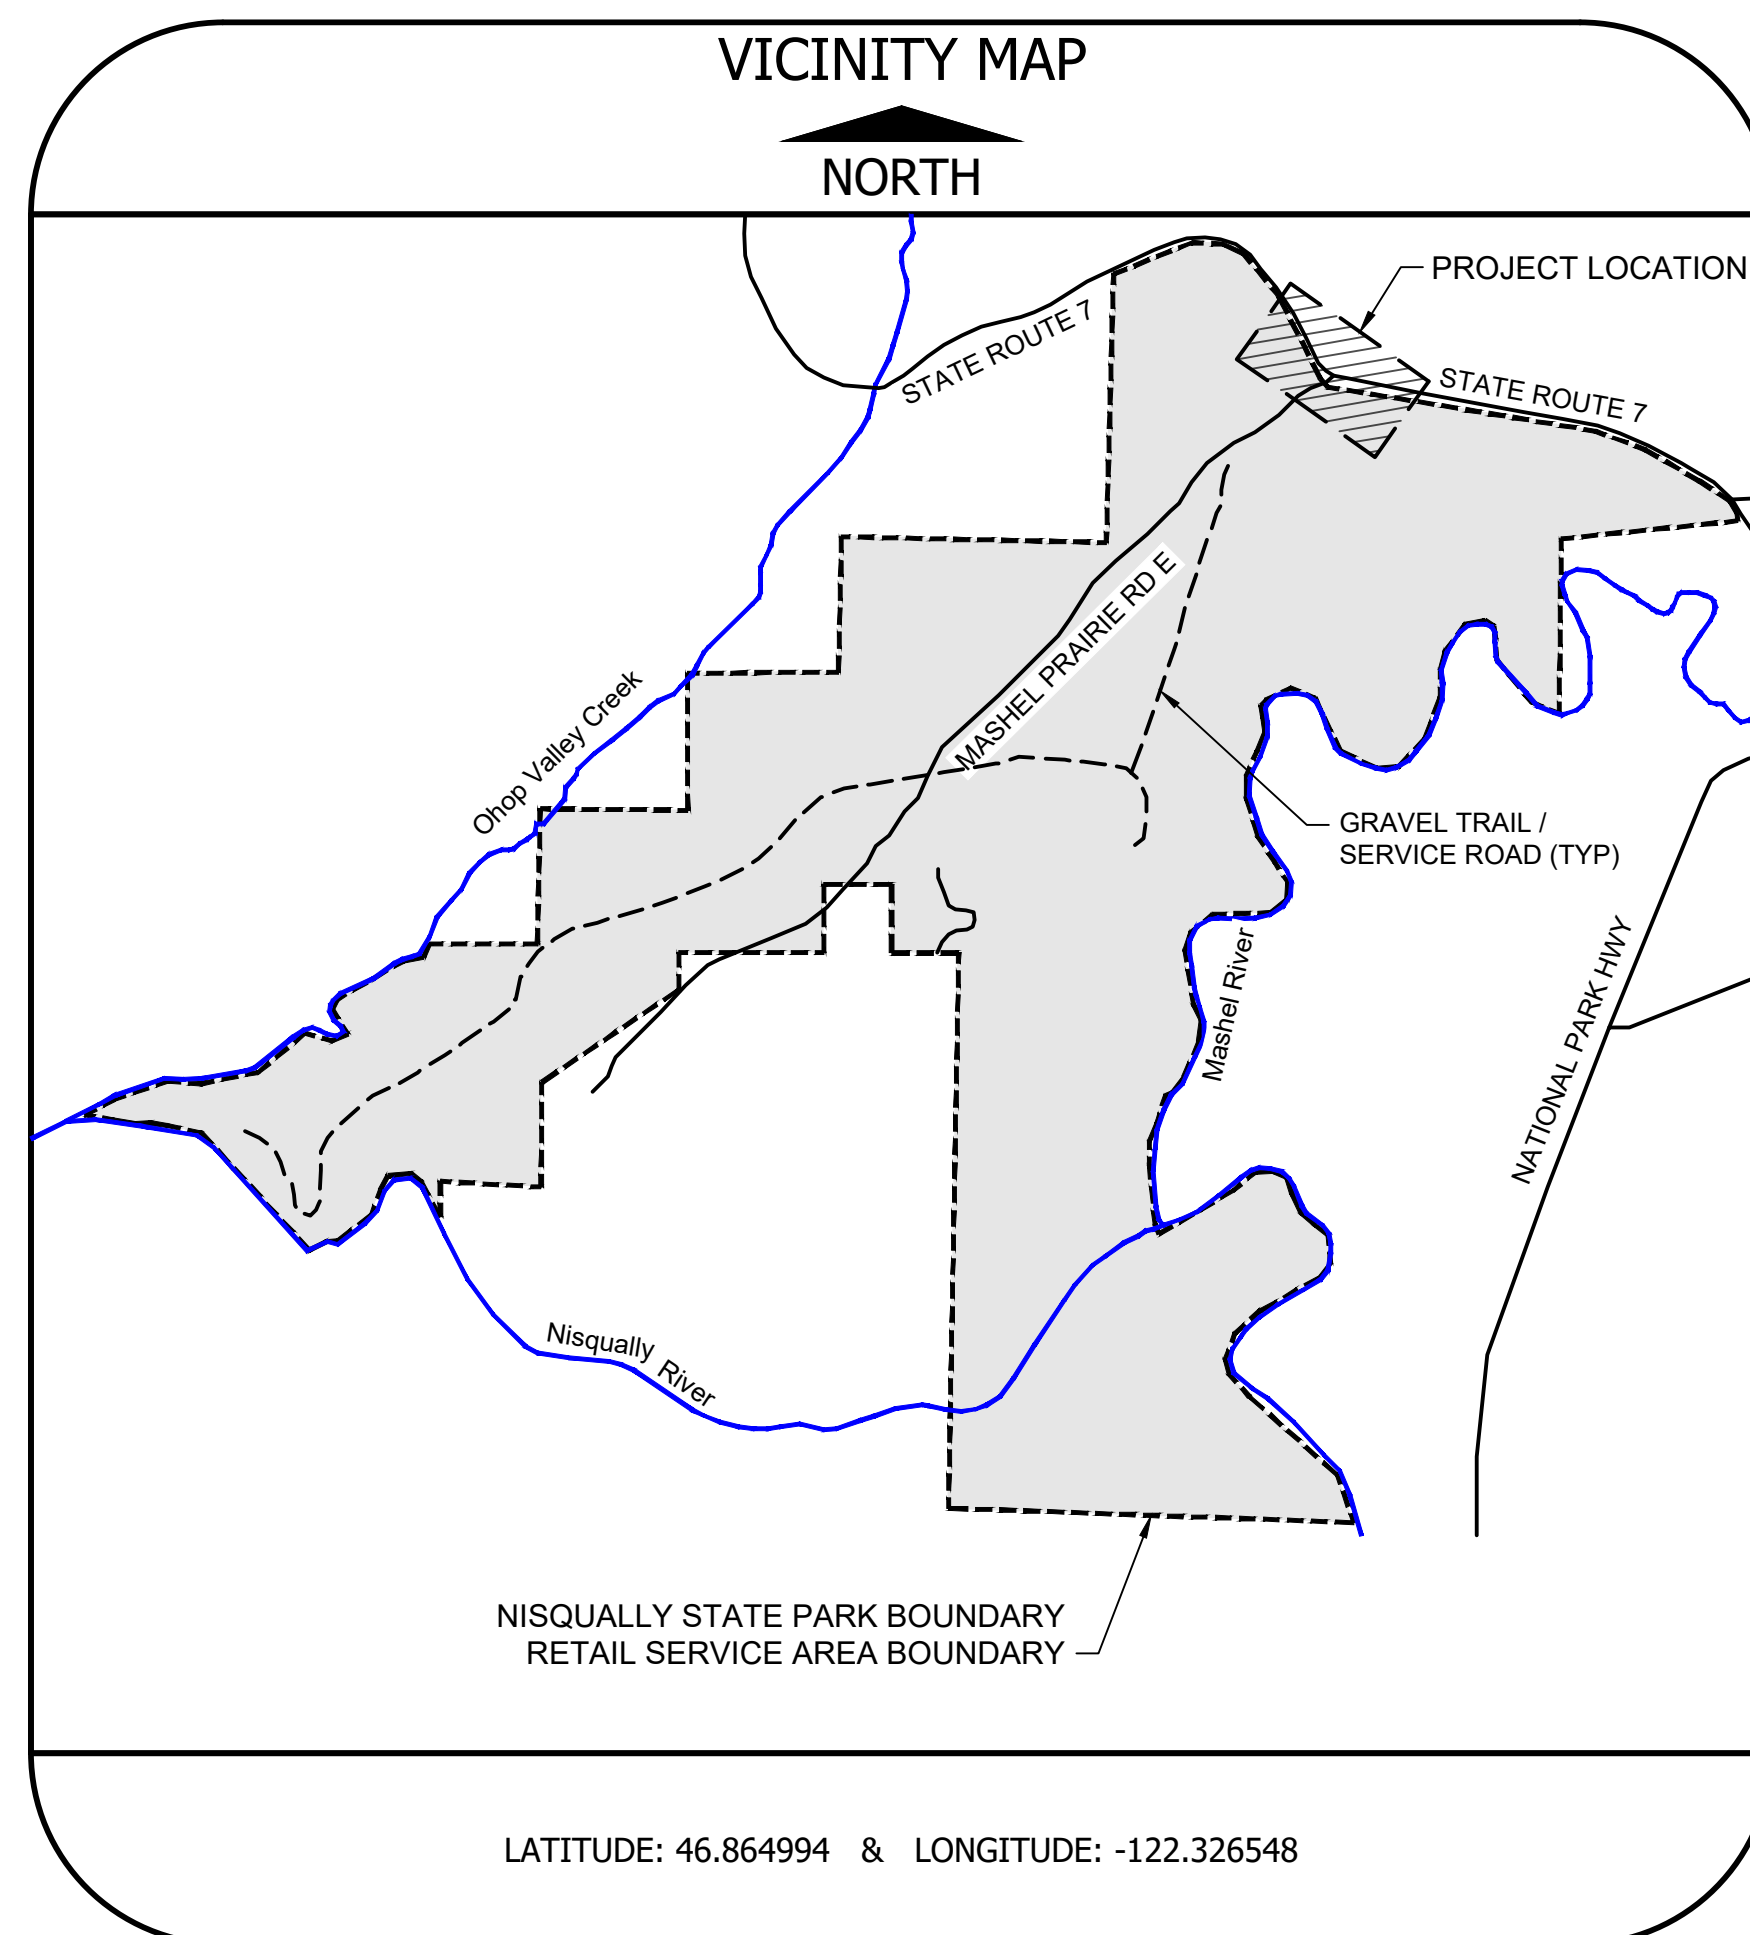 VICINITY MAP
NORTH
PROJECT LOCATION
STATE ROUTE 7
STATE ROUTE 7
MASHEL PRAIRIE RD E
Ohop Valley Creek
GRAVEL TRAIL /
SERVICE ROAD (TYP)
Mashel River
NATIONAL PARK HWY
Nisqually River
NISQUALLY STATE PARK BOUNDARY
RETAIL SERVICE AREA BOUNDARY
LATITUDE: 46.864994 & LONGITUDE: -122.326548